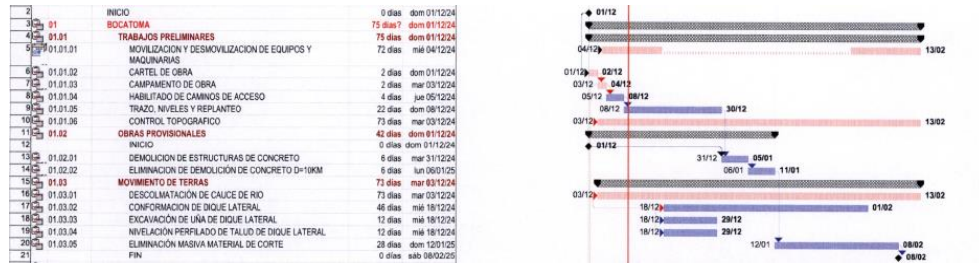 2 INICIO 0 días dom 01/12/24 01/12
3 01 BOCATOMA 75 días? dom 01/12/24
4 01.01 TRABAJOS PRELIMINARES 75 días dom 01/12/24
5 01.01.01 MOVILIZACION Y DESMOVILIZACION DE EQUIPOS Y 72 días mié 04/12/24 04/12 13/02
MAQUINARIAS
6 01.01.02 CARTEL DE OBRA 2 días dom 01/12/24 01/12 02/12
7 01.01.03 CAMPAMENTO DE OBRA 2 días mar 03/12/24 03/12 04/12
8 01.01.04 HABILITADO DE CAMINOS DE ACCESO 4 días jue 05/12/24 05/12 08/12
9 01.01.05 TRAZO, NIVELES Y REPLANTEO 22 días dom 08/12/24 08/12 30/12
10 01.01.06 CONTROL TOPOGRAFICO 73 días mar 03/12/24 03/12 13/02
11 01.02 OBRAS PROVISIONALES 42 días dom 01/12/24
12 INICIO 0 días dom 01/12/24 01/12
13 01.02.01 DEMOLICION DE ESTRUCTURAS DE CONCRETO 6 días mar 31/12/24 31/12 05/01
14 01.02.02 ELIMINACION DE DEMOLICIÓN DE CONCRETO D=10KM 6 días lun 06/01/25 06/01 11/01
15 01.03 MOVIMIENTO DE TERRAS 73 días mar 03/12/24
16 01.03.01 DESCOLMATACIÓN DE CAUCE DE RIO 73 días mar 03/12/24 03/12 13/02
17 01.03.02 CONFORMACION DE DIQUE LATERAL 46 días mié 18/12/24 18/12 01/02
18 01.03.03 EXCAVACIÓN DE UÑA DE DIQUE LATERAL 12 días mié 18/12/24 18/12 29/12
19 01.03.04 NIVELACIÓN PERFILADO DE TALUD DE DIQUE LATERAL 12 días mié 18/12/24 18/12 29/12
20 01.03.05 ELIMINACIÓN MASIVA MATERIAL DE CORTE 28 días dom 12/01/25 12/01 08/02
21 FIN 0 días sáb 08/02/25 08/02